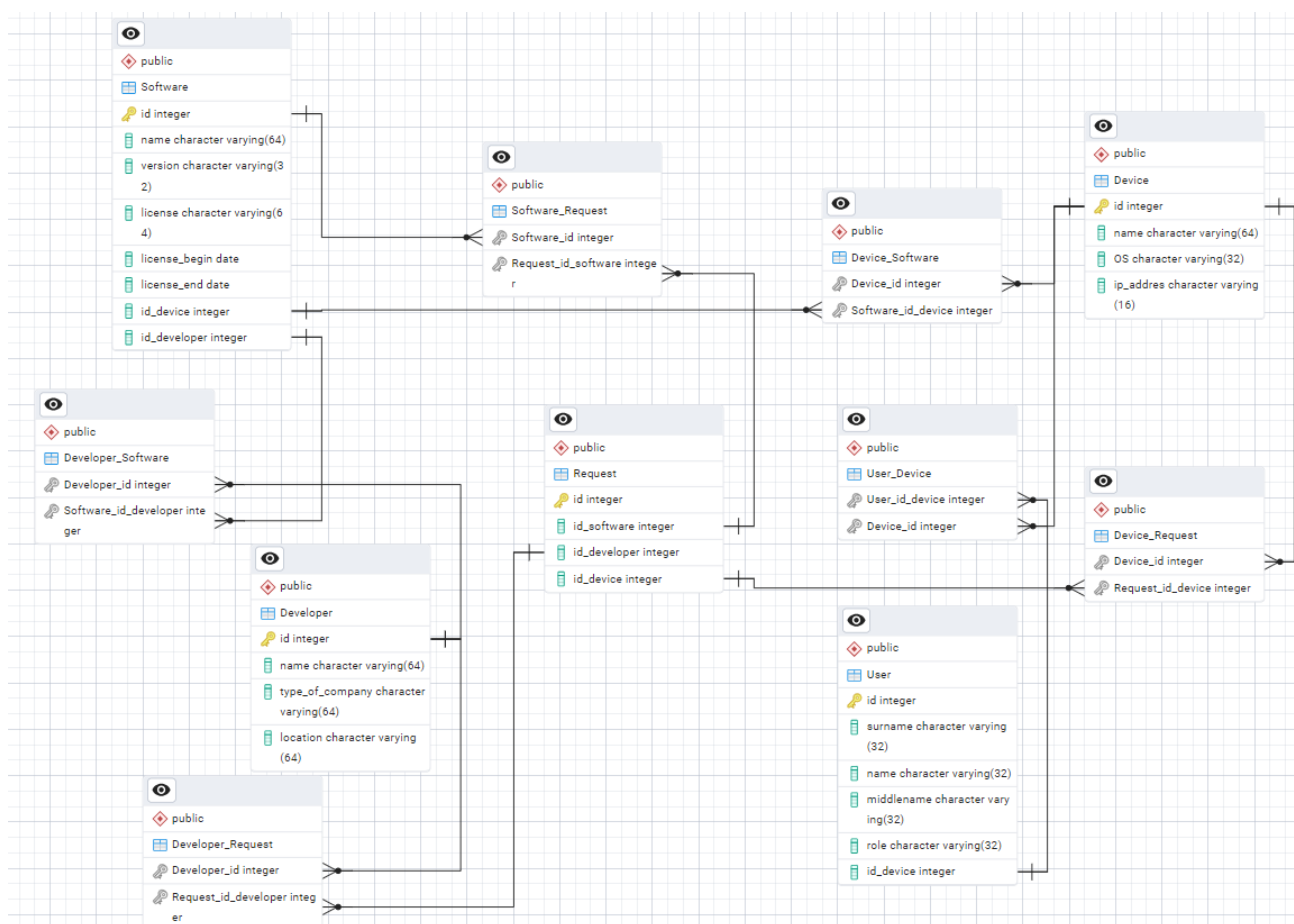 public
Software
id integer
name character varying(64)
version character varying(3
2)
license character varying(6
4)
license_begin date
license_end date
id_device integer
id_developer integer
public
Software_Request
Software_id integer
Request_id_software intege
r
public
Device_Software
Device_id integer
Software_id_device integer
public
Device
id integer
name character varying(64)
OS character varying(32)
ip_addres character varying
(16)
public
Developer_Software
Developer_id integer
Software_id_developer inte
ger
public
Request
id integer
id_software integer
id_developer integer
id_device integer
public
User_Device
User_id_device integer
Device_id integer
public
Device_Request
Device_id integer
Request_id_device integer
public
Developer
id integer
name character varying(64)
type_of_company character
varying(64)
location character varying
(64)
public
User
id integer
surname character varying
(32)
name character varying(32)
middlename character vary
ing(32)
role character varying(32)
id_device integer
public
Developer_Request
Developer_id integer
Request_id_developer integ
er